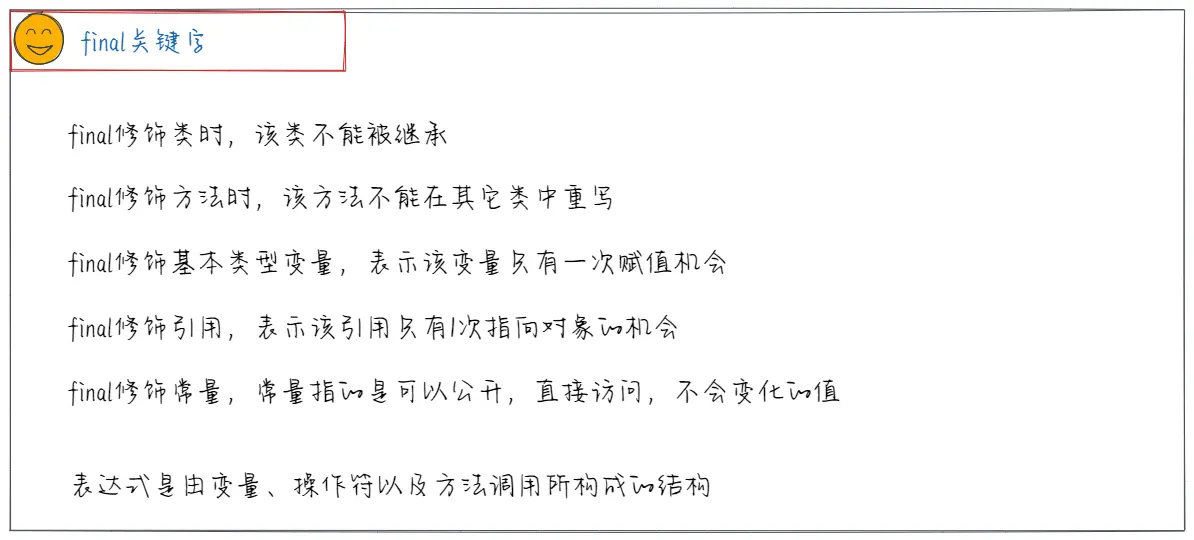 final关键字
final修饰类时，该类不能被继承
final修饰方法时，该方法不能在其它类中重写
final修饰基本类型变量，表示该变量只有一次赋值机会
final修饰引用，表示该引用只有1次指向对象的机会
final修饰常量，常量指的是可以公开，直接访问，不会变化的值
表达式是由变量、操作符以及方法调用所构成的结构